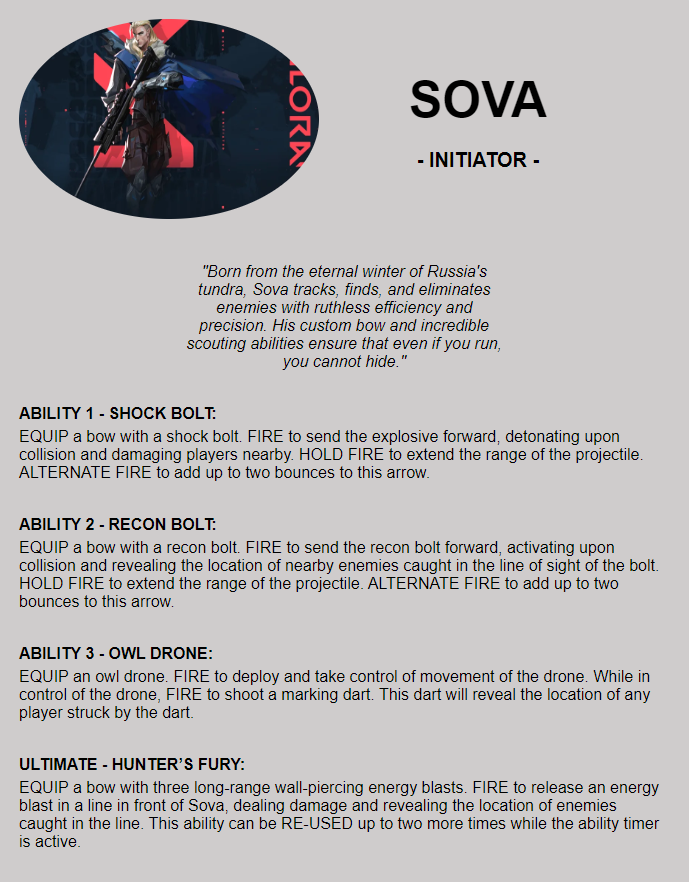 SOVA
- INITIATOR -
"Born from the eternal winter of Russia's
tundra, Sova tracks, finds, and eliminates
enemies with ruthless efficiency and
precision. His custom bow and incredible
scouting abilities ensure that even if you run,
you cannot hide."
ABILITY 1 - SHOCK BOLT:
EQUIP a bow with a shock bolt. FIRE to send the explosive forward, detonating upon
collision and damaging players nearby. HOLD FIRE to extend the range of the projectile.
ALTERNATE FIRE to add up to two bounces to this arrow.
ABILITY 2 - RECON BOLT:
EQUIP a bow with a recon bolt. FIRE to send the recon bolt forward, activating upon
collision and revealing the location of nearby enemies caught in the line of sight of the bolt.
HOLD FIRE to extend the range of the projectile. ALTERNATE FIRE to add up to two
bounces to this arrow.
ABILITY 3 - OWL DRONE:
EQUIP an owl drone. FIRE to deploy and take control of movement of the drone. While in
control of the drone, FIRE to shoot a marking dart. This dart will reveal the location of any
player struck by the dart.
ULTIMATE - HUNTER’S FURY:
EQUIP a bow with three long-range wall-piercing energy blasts. FIRE to release an energy
blast in a line in front of Sova, dealing damage and revealing the location of enemies
caught in the line. This ability can be RE-USED up to two more times while the ability timer
is active.